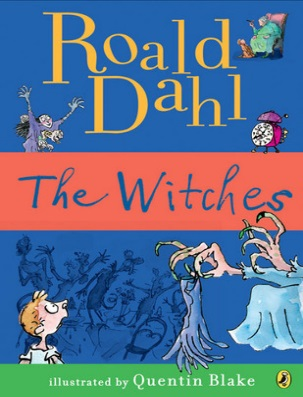 Roald
Dahl
The Witches
illustrated by Quentin Blake